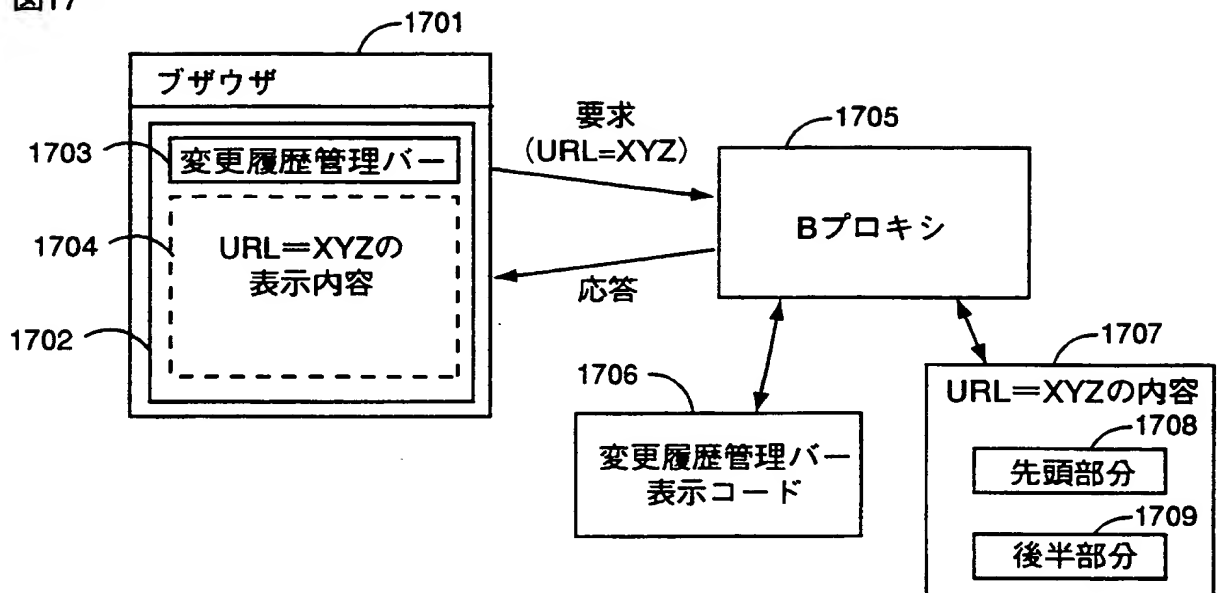 図17
1701
ブザウザ
1703
変更履歴管理バー
1704
URL=XYZの
表示内容
1702
要求
(URL=XYZ)
応答
1705
Bプロキシ
1706
変更履歴管理バー
表示コード
1707
URL=XYZの内容
1708
先頭部分
1709
後半部分